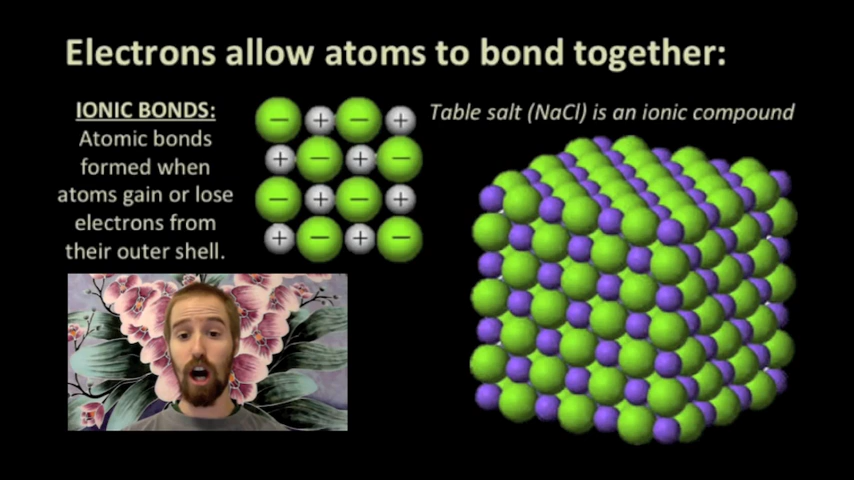 Electrons allow atoms to bond together:
IONIC BONDS:
Atomic bonds
formed when
atoms gain or lose
electrons from
their outer shell.
− + − +
+ − + −
− + − +
+ − + −
Table salt (NaCl) is an ionic compound